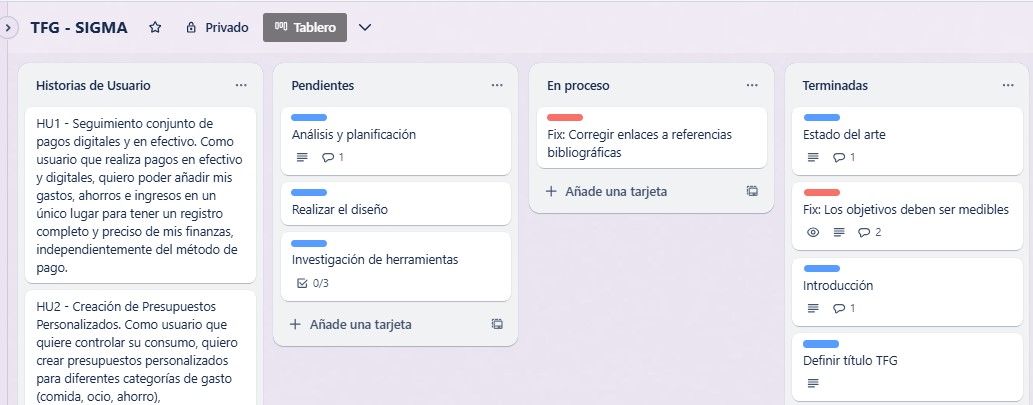 TFG - SIGMA
Privado
Tablero
Historias de Usuario
HU1 - Seguimiento conjunto de
pagos digitales y en efectivo. Como
usuario que realiza pagos en efectivo
y digitales, quiero poder añadir mis
gastos, ahorros e ingresos en un
único lugar para tener un registro
completo y preciso de mis finanzas,
independientemente del método de
pago.
HU2 - Creación de Presupuestos
Personalizados. Como usuario que
quiere controlar su consumo, quiero
crear presupuestos personalizados
para diferentes categorías de gasto
(comida, ocio, ahorro),
Pendientes
Análisis y planificación
1
Realizar el diseño
Investigación de herramientas
0/3
Añade una tarjeta
En proceso
Fix: Corregir enlaces a referencias
bibliográficas
Añade una tarjeta
Terminadas
Estado del arte
1
Fix: Los objetivos deben ser medibles
2
Introducción
1
Definir título TFG